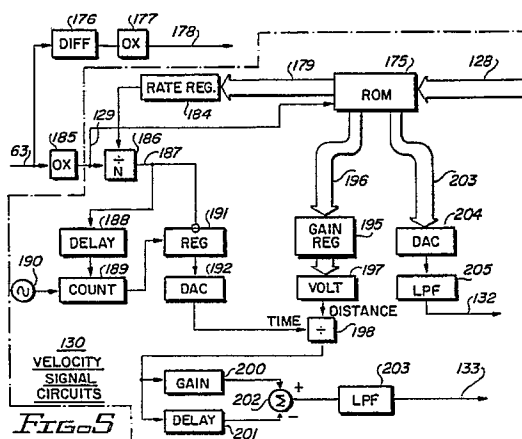 176 177 178
DIFF OX
179 175 128
RATE REG. ROM
129 184
185 186
63 OX ÷ N 187
196 203
188 191 195 204
DELAY REG GAIN REG DAC
190 189 192 197 205
COUNT DAC VOLT LPF
132
TIME DISTANCE
÷ 198
130
VELOCITY
SIGNAL
CIRCUITS
200 203 133
GAIN + LPF
202 Σ
DELAY −
201
FIG. 5